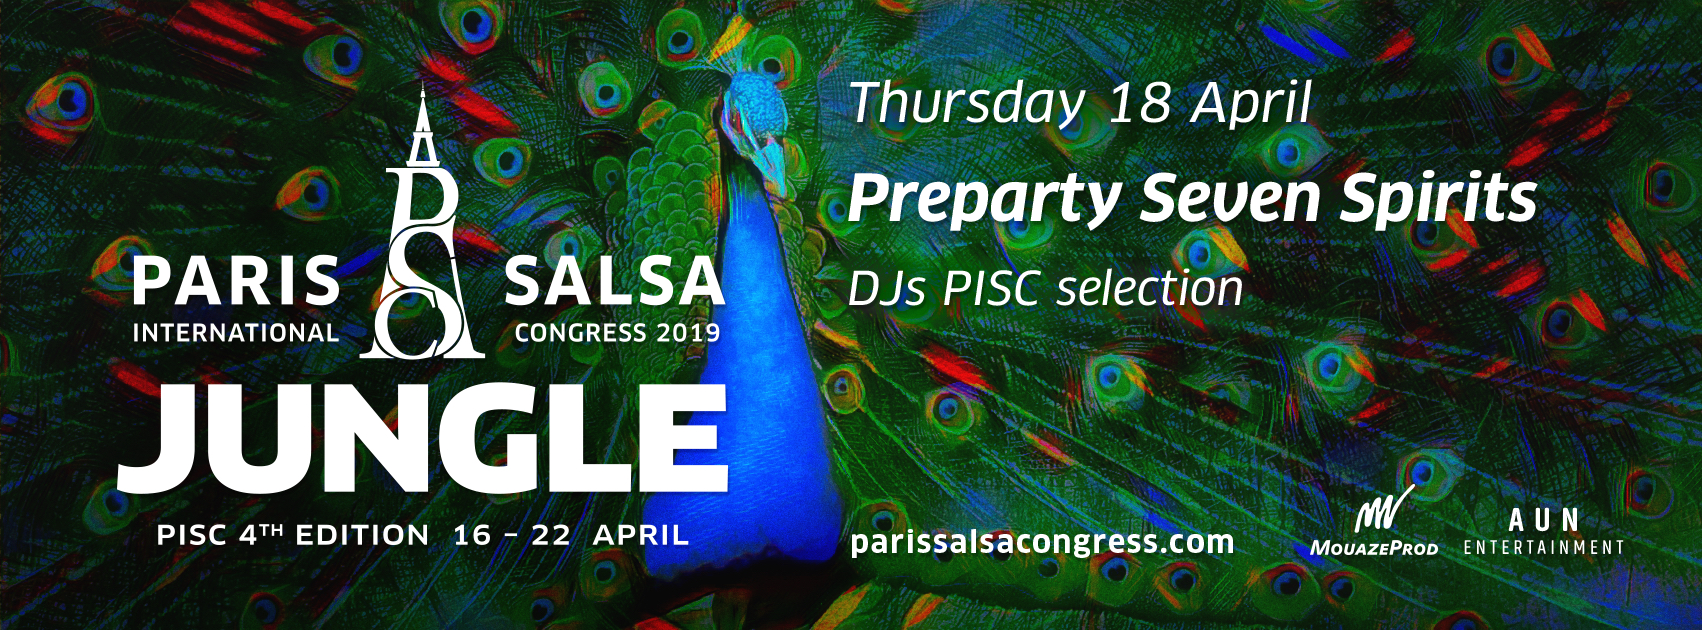 PARIS SALSA
INTERNATIONAL CONGRESS 2019
PSC
JUNGLE
PISC 4TH EDITION 16 – 22 APRIL
Thursday 18 April
Preparty Seven Spirits
DJs PISC selection
parissalsacongress.com
MOUAZEPROD
AUN
ENTERTAINMENT